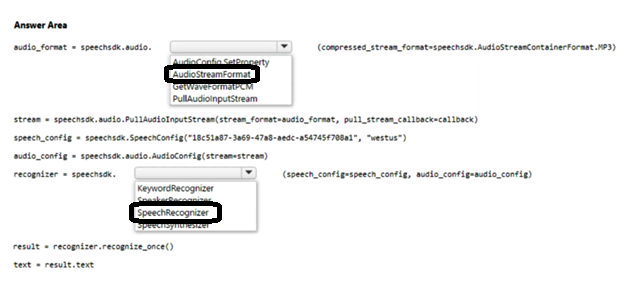 Answer Area
audio_format = speechsdk.audio. (compressed_stream_format=speechsdk.AudioStreamContainerFormat.MP3)
AudioConfig.SetProperty
AudioStreamFormat
GetWaveFormatPCM
PullAudioInputStream
stream = speechsdk.audio.PullAudioInputStream(stream_format=audio_format, pull_stream_callback=callback)
speech_config = speechsdk.SpeechConfig("18c51a87-3a69-47a8-aedc-a54745f708a1", "westus")
audio_config = speechsdk.audio.AudioConfig(stream=stream)
recognizer = speechsdk. (speech_config=speech_config, audio_config=audio_config)
KeywordRecognizer
SpeakerRecognizer
SpeechRecognizer
SpeechSynthesizer
result = recognizer.recognize_once()
text = result.text